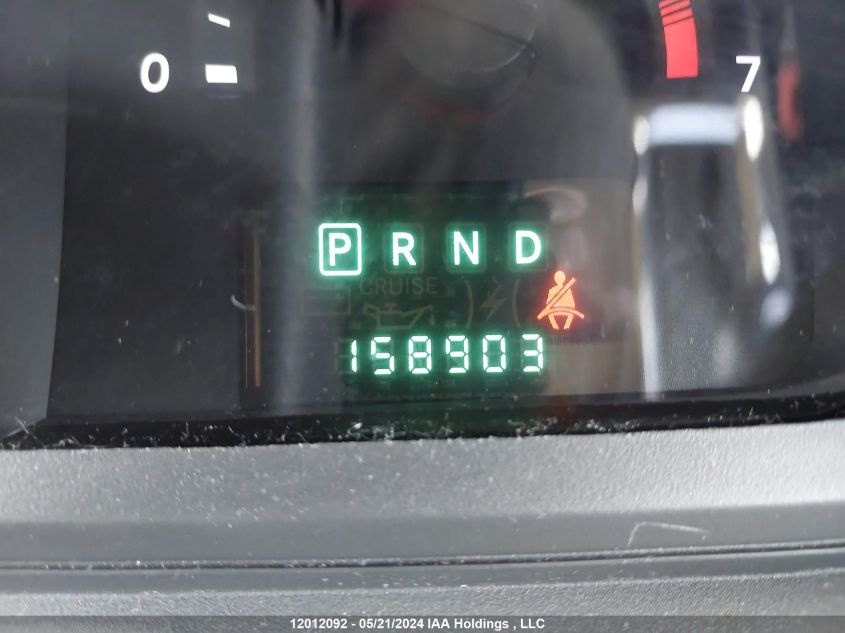 0 7
P R N D
CRUISE
158903
12012092 - 05/21/2024 IAA Holdings , LLC